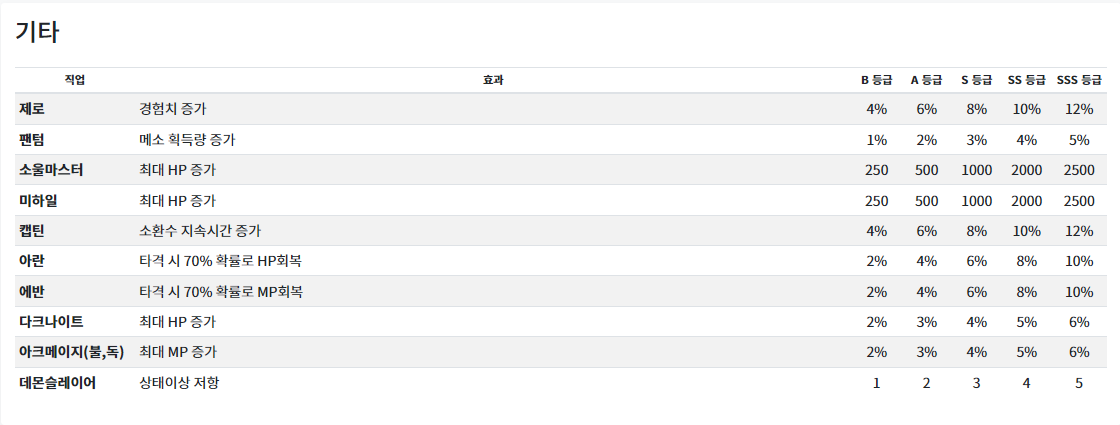 기타
직업 효과 B 등급 A 등급 S 등급 SS 등급 SSS 등급
제로 경험치 증가 4% 6% 8% 10% 12%
팬텀 메소 획득량 증가 1% 2% 3% 4% 5%
소울마스터 최대 HP 증가 250 500 1000 2000 2500
미하일 최대 HP 증가 250 500 1000 2000 2500
캡틴 소환수 지속시간 증가 4% 6% 8% 10% 12%
아란 타격 시 70% 확률로 HP회복 2% 4% 6% 8% 10%
에반 타격 시 70% 확률로 MP회복 2% 4% 6% 8% 10%
다크나이트 최대 HP 증가 2% 3% 4% 5% 6%
아크메이지(불,독) 최대 MP 증가 2% 3% 4% 5% 6%
데몬슬레이어 상태이상 저항 1 2 3 4 5